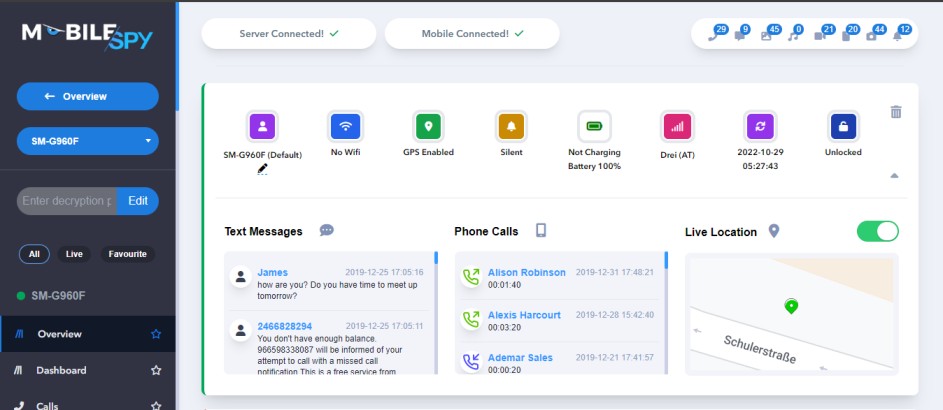 MOBILE SPY
Server Connected!
Mobile Connected!
29
9
45
0
21
20
44
12
Overview
SM-G960F
Enter decryption p
Edit
All
Live
Favourite
SM-G960F
Overview
Dashboard
Calls
SM-G960F (Default)
No Wifi
GPS Enabled
Silent
Not Charging
Battery 100%
Drei (AT)
2022-10-29
05:27:43
Unlocked
Text Messages
James 2019-12-25 17:05:16
how are you? Do you have time to meet up
tomorrow?
2466828294 2019-12-25 17:05:11
You don't have enough balance.
966598338087 will be informed of your
attempt to call with a missed call
notification This is a free service from
Phone Calls
Alison Robinson 2019-12-31 17:48:21
00:01:40
Alexis Harcourt 2019-12-28 15:42:40
00:03:20
Ademar Sales 2019-12-21 17:41:57
00:00:20
Live Location
Schulerstraße